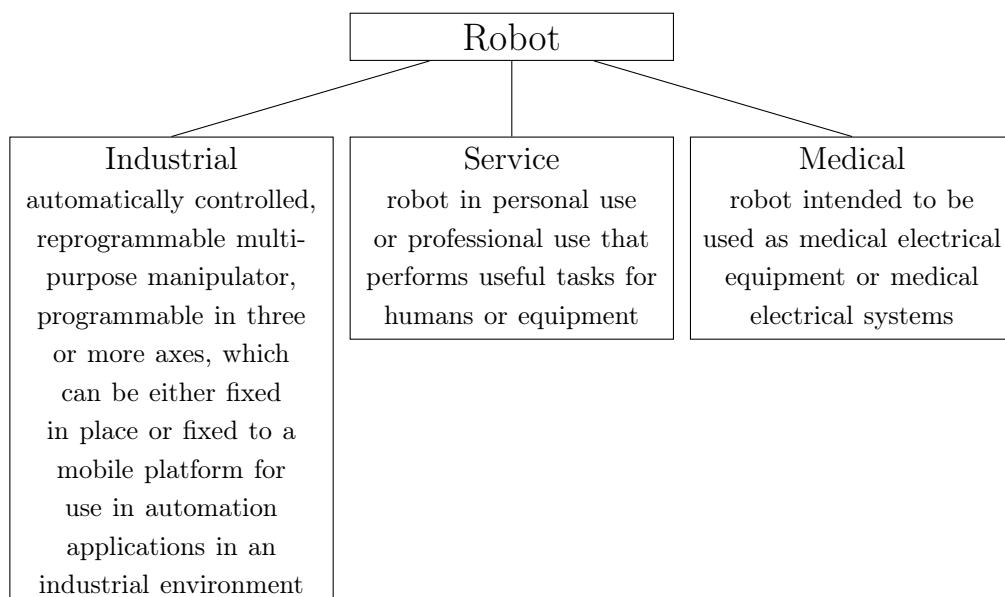 Robot
Industrial
automatically controlled,
reprogrammable multi-
purpose manipulator,
programmable in three
or more axes, which
can be either fixed
in place or fixed to a
mobile platform for
use in automation
applications in an
industrial environment
Service
robot in personal use
or professional use that
performs useful tasks for
humans or equipment
Medical
robot intended to be
used as medical electrical
equipment or medical
electrical systems